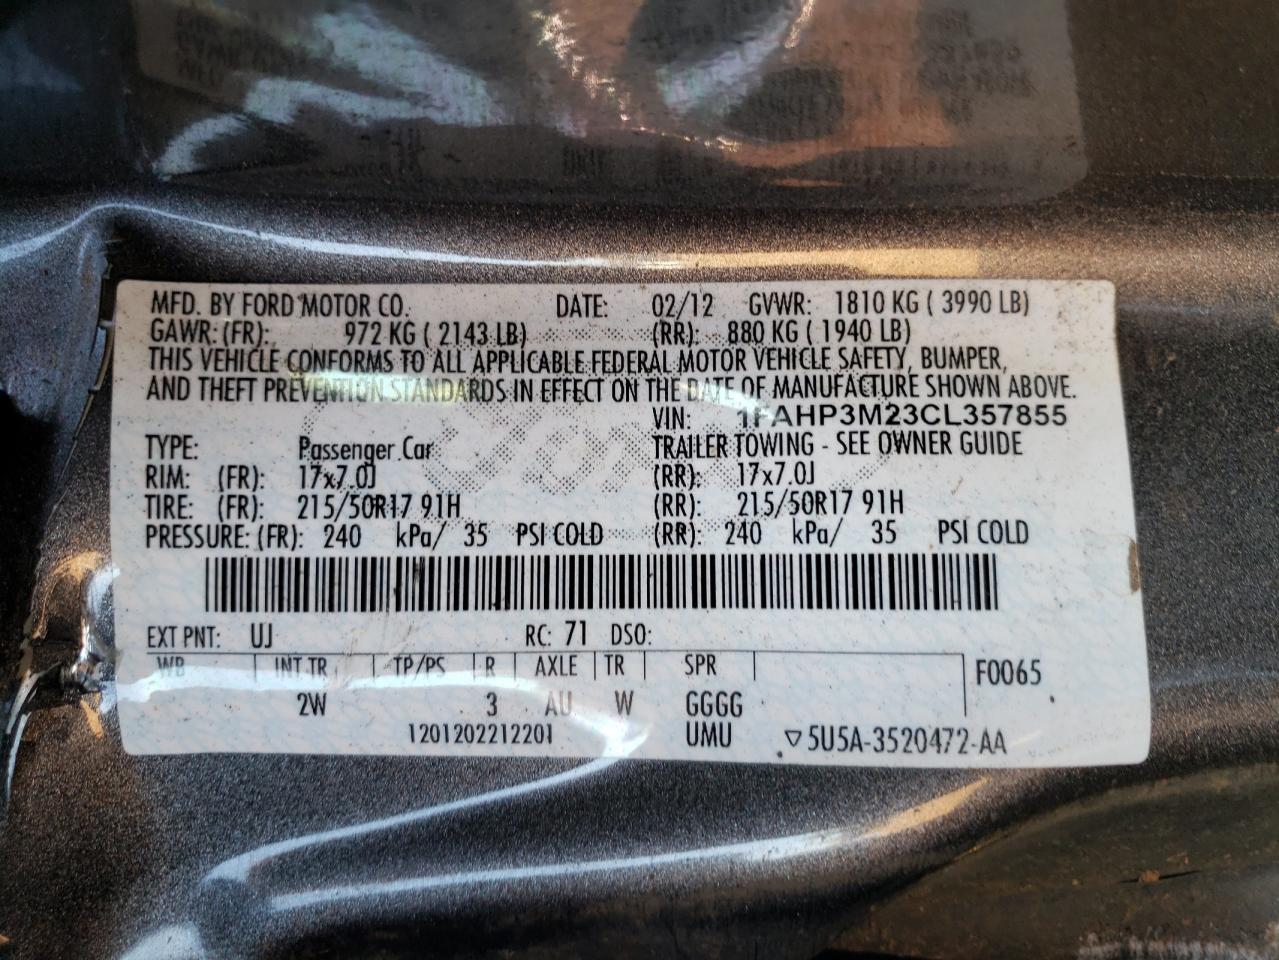 MFD. BY FORD MOTOR CO. DATE: 02/12 GVWR: 1810 KG ( 3990 LB)
GAWR: (FR): 972 KG ( 2143 LB) (RR): 880 KG ( 1940 LB)
THIS VEHICLE CONFORMS TO ALL APPLICABLE FEDERAL MOTOR VEHICLE SAFETY, BUMPER,
AND THEFT PREVENTION STANDARDS IN EFFECT ON THE DATE OF MANUFACTURE SHOWN ABOVE.
VIN: 1FAHP3M23CL357855
TYPE: Passenger Car TRAILER TOWING - SEE OWNER GUIDE
RIM: (FR): 17x7.0J (RR): 17x7.0J
TIRE: (FR): 215/50R17 91H (RR): 215/50R17 91H
PRESSURE: (FR): 240 kPa/ 35 PSI COLD (RR): 240 kPa/ 35 PSI COLD
EXT PNT: UJ RC: 71 DSO:
WB INT TR TP/PS R AXLE TR SPR F0065
2W 3 AU W GGGG
1201202212201 UMU ▽5U5A-3520472-AA